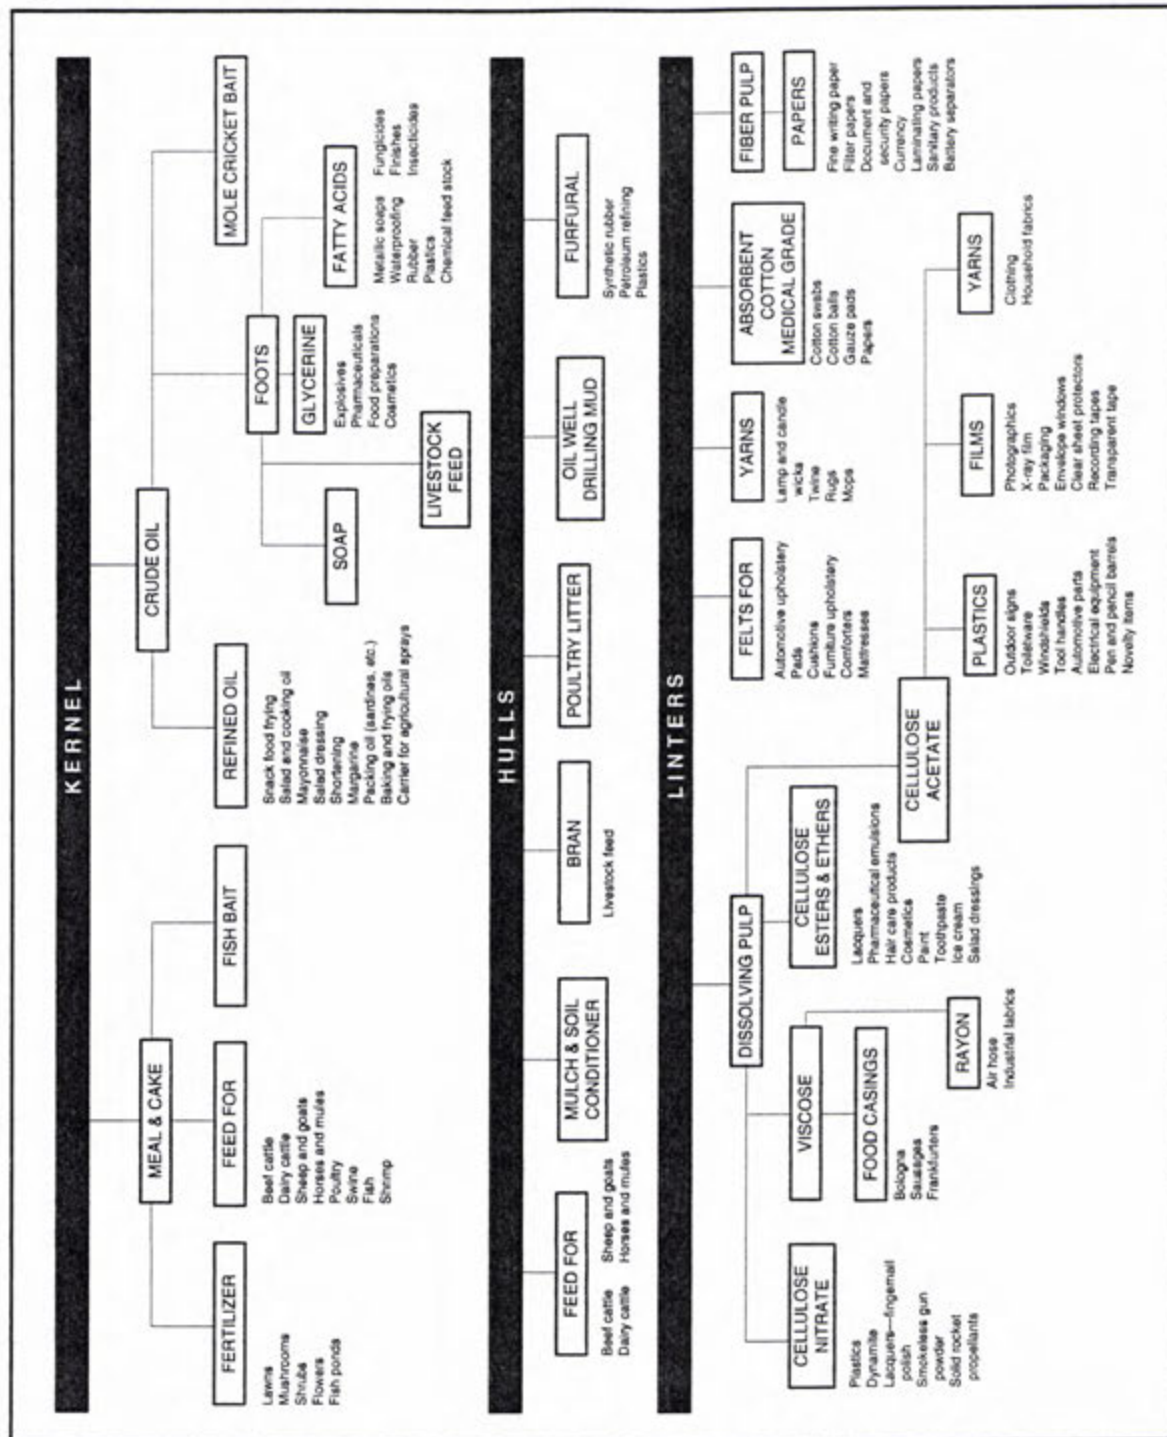 KERNEL
MEAL & CAKE
FERTILIZER
Lawns
Mushrooms
Shrubs
Flowers
Fish ponds
FEED FOR
Beef cattle
Dairy cattle
Sheep and goats
Horses and mules
Poultry
Swine
Fish
Shrimp
FISH BAIT
CRUDE OIL
REFINED OIL
Snack food frying
Salad and cooking oil
Mayonnaise
Salad dressing
Shortening
Margarine
Packing oil (sardines, etc.)
Baking and frying oils
Carrier for agricultural sprays
FOOTS
SOAP
LIVESTOCK
FEED
GLYCERINE
Explosives
Pharmaceuticals
Food preparations
Cosmetics
FATTY ACIDS
Metallic soaps
Waterproofing
Rubber
Plastics
Chemical feed stock
Fungicides
Finishes
Insecticides
MOLE CRICKET BAIT
HULLS
FEED FOR
Beef cattle
Dairy cattle
Sheep and goats
Horses and mules
MULCH & SOIL
CONDITIONER
BRAN
Livestock feed
POULTRY LITTER
OIL WELL
DRILLING MUD
FURFURAL
Synthetic rubber
Petroleum refining
Plastics
LINTERS
DISSOLVING PULP
CELLULOSE
NITRATE
Plastics
Dynamite
Lacquers—fingernail
polish
Smokeless gun
powder
Solid rocket
propellants
VISCOSE
FOOD CASINGS
Bologna
Sausages
Frankfurters
RAYON
Air hose
Industrial fabrics
CELLULOSE
ESTERS & ETHERS
Lacquers
Pharmaceutical emulsions
Hair care products
Cosmetics
Paint
Toothpaste
Ice cream
Salad dressings
CELLULOSE
ACETATE
PLASTICS
Outdoor signs
Toiletware
Windshields
Tool handles
Automotive parts
Electrical equipment
Pen and pencil barrels
Novelty items
FILMS
Photographics
X-ray film
Packaging
Envelope windows
Clear sheet protectors
Recording tapes
Transparent tape
YARNS
Clothing
Household fabrics
FELTS FOR
Automotive upholstery
Pads
Cushions
Furniture upholstery
Comforters
Mattresses
YARNS
Lamp and candle
wicks
Twine
Rugs
Mops
ABSORBENT
COTTON
MEDICAL GRADE
Cotton swabs
Cotton balls
Gauze pads
Papers
FIBER PULP
PAPERS
Fine writing paper
Filter papers
Document and
security papers
Currency
Laminating papers
Sanitary products
Battery separators